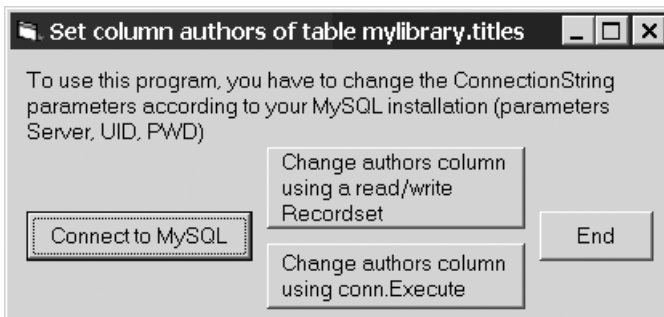 Set column authors of table mylibrary.titles
To use this program, you have to change the ConnectionString
parameters according to your MySQL installation (parameters
Server, UID, PWD)
Connect to MySQL
Change authors column
using a read/write
Recordset
Change authors column
using conn.Execute
End